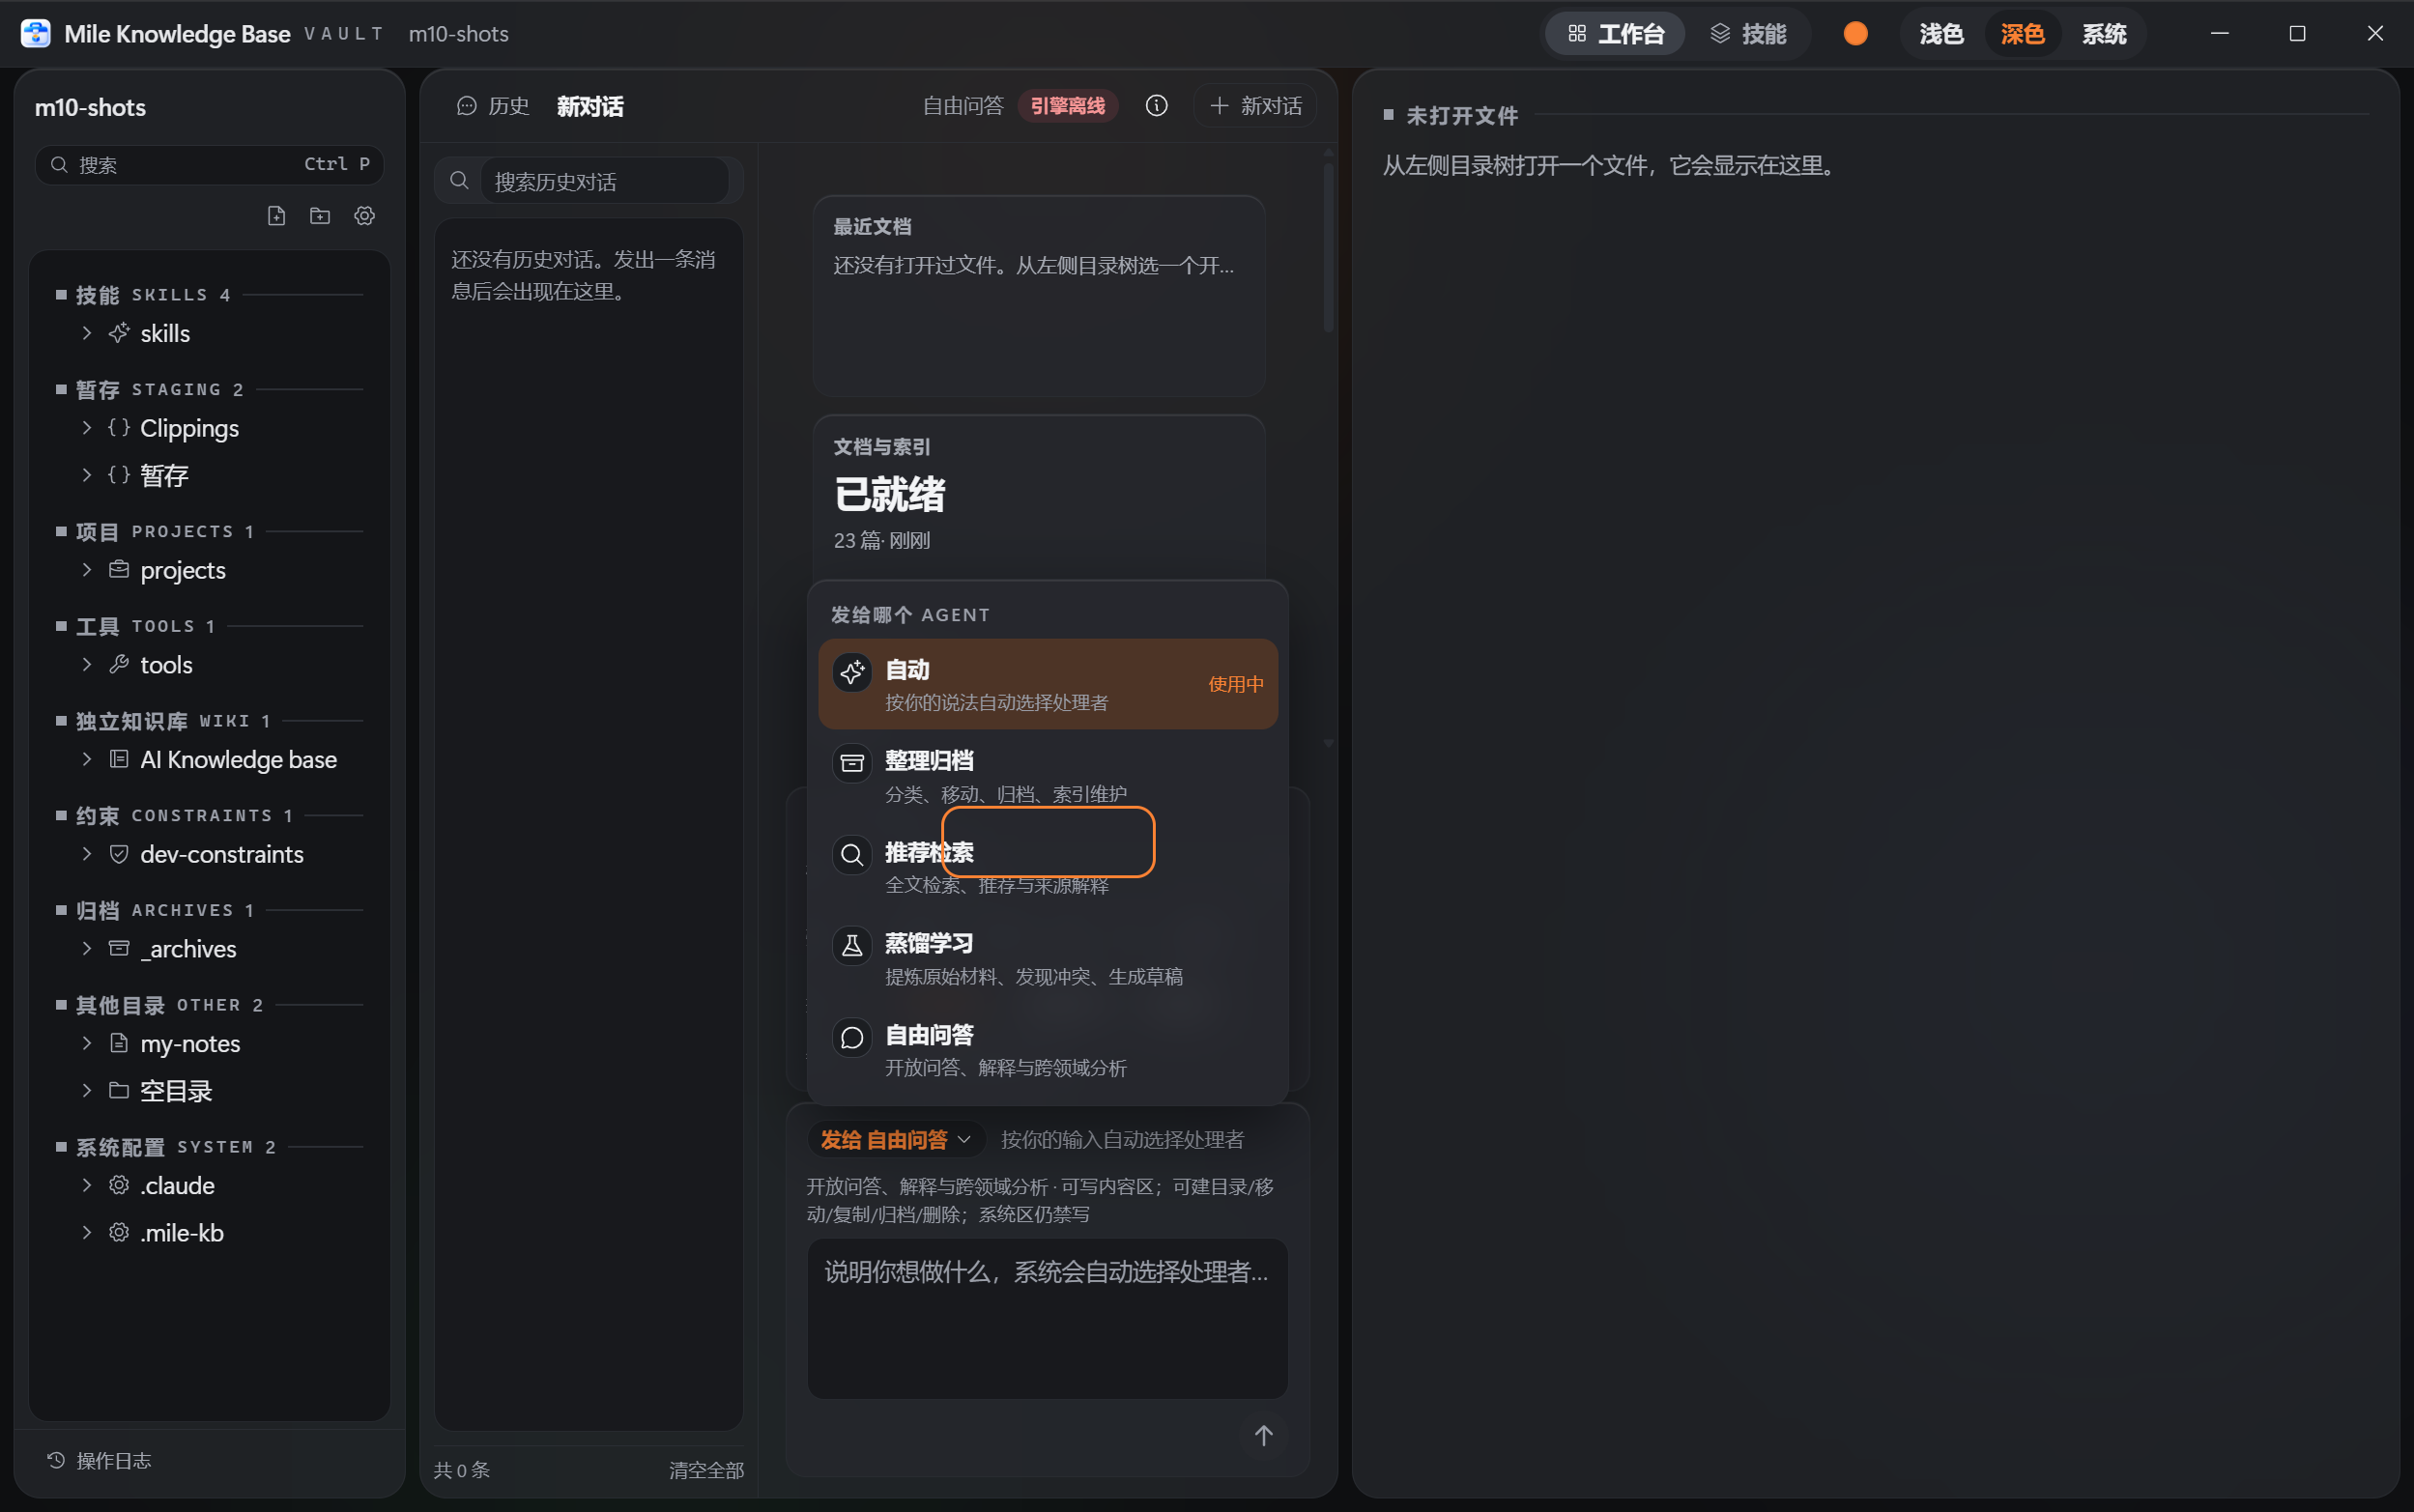 Mile Knowledge Base VAULT m10-shots
工作台 技能 浅色 深色 系统
m10-shots
搜索 Ctrl P
技能 SKILLS 4
skills
暂存 STAGING 2
Clippings
暂存
项目 PROJECTS 1
projects
工具 TOOLS 1
tools
独立知识库 WIKI 1
AI Knowledge base
约束 CONSTRAINTS 1
dev-constraints
归档 ARCHIVES 1
_archives
其他目录 OTHER 2
my-notes
空目录
系统配置 SYSTEM 2
.claude
.mile-kb
操作日志
历史 新对话
自由问答 引擎离线 新对话
搜索历史对话
还没有历史对话。发出一条消
息后会出现在这里。
共 0 条 清空全部
最近文档
还没有打开过文件。从左侧目录树选一个开...
文档与索引
已就绪
23 篇· 刚刚
发给哪个 AGENT
自动
按你的说法自动选择处理者
使用中
整理归档
分类、移动、归档、索引维护
推荐检索
全文检索、推荐与来源解释
蒸馏学习
提炼原始材料、发现冲突、生成草稿
自由问答
开放问答、解释与跨领域分析
发给 自由问答 按你的输入自动选择处理者
开放问答、解释与跨领域分析 · 可写内容区；可建目录/移
动/复制/归档/删除；系统区仍禁写
说明你想做什么，系统会自动选择处理者...
未打开文件
从左侧目录树打开一个文件，它会显示在这里。